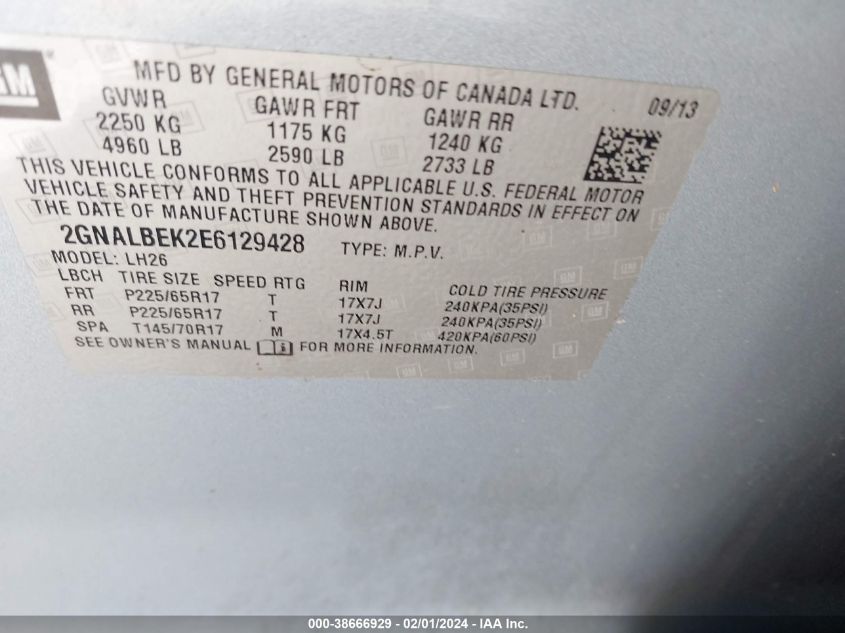 GM
MFD BY GENERAL MOTORS OF CANADA LTD. 09/13
GVWR GAWR FRT GAWR RR
2250 KG 1175 KG 1240 KG
4960 LB 2590 LB 2733 LB
THIS VEHICLE CONFORMS TO ALL APPLICABLE U.S. FEDERAL MOTOR
VEHICLE SAFETY AND THEFT PREVENTION STANDARDS IN EFFECT ON
THE DATE OF MANUFACTURE SHOWN ABOVE.
2GNALBEK2E6129428 TYPE: M.P.V.
MODEL: LH26
LBCH TIRE SIZE SPEED RTG RIM COLD TIRE PRESSURE
FRT P225/65R17 T 17X7J 240KPA(35PSI)
RR P225/65R17 T 17X7J 240KPA(35PSI)
SPA T145/70R17 M 17X4.5T 420KPA(60PSI)
SEE OWNER'S MANUAL FOR MORE INFORMATION.
000-38666929 / 02/01/2024 - IAA Inc.